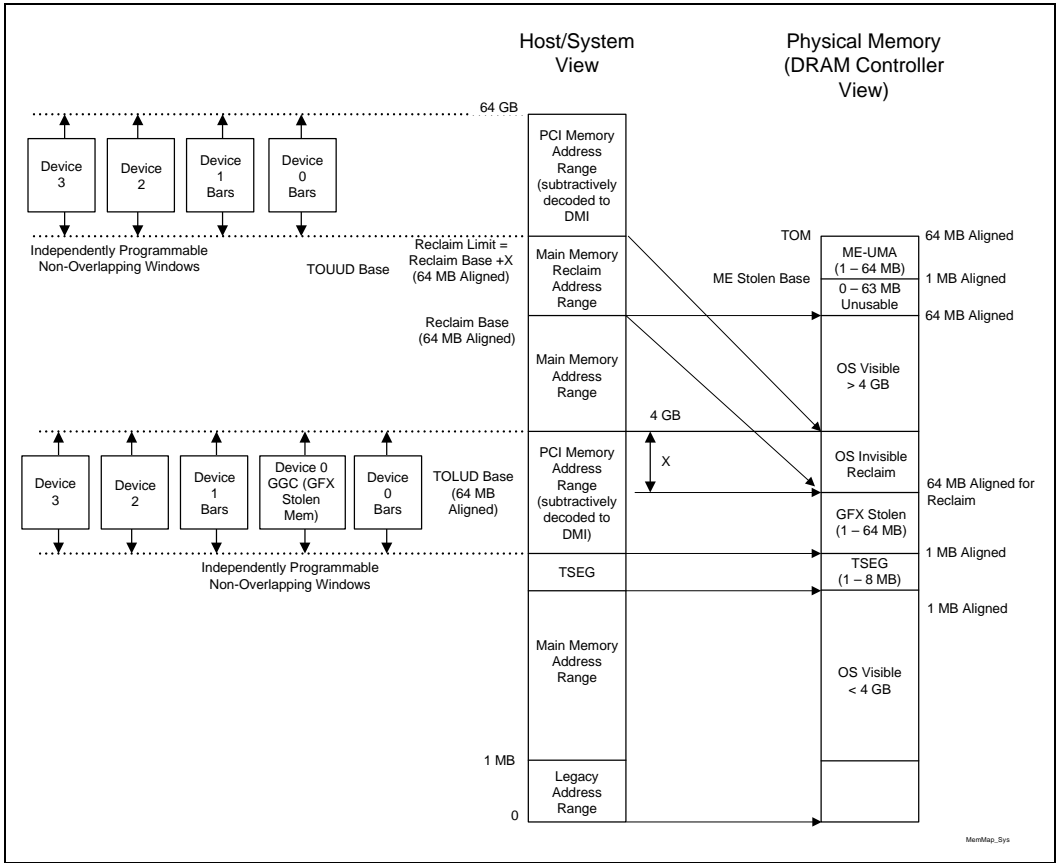 Host/System
View
Physical Memory
(DRAM Controller
View)
64 GB
PCI Memory
Address
Range
(subtractively
decoded to
DMI
Device
3
Device
2
Device
1
Bars
Device
0
Bars
Independently Programmable
Non-Overlapping Windows
TOUUD Base
Reclaim Limit =
Reclaim Base +X
(64 MB Aligned)
Main Memory
Reclaim
Address
Range
TOM
64 MB Aligned
ME-UMA
(1 – 64 MB)
ME Stolen Base
1 MB Aligned
0 – 63 MB
Unusable
64 MB Aligned
Reclaim Base
(64 MB Aligned)
Main Memory
Address
Range
OS Visible
> 4 GB
4 GB
Device
3
Device
2
Device
1
Bars
Device 0
GGC (GFX
Stolen
Mem)
Device
0
Bars
TOLUD Base
(64 MB
Aligned)
PCI Memory
Address
Range
(subtractively
decoded to
DMI)
X
OS Invisible
Reclaim
64 MB Aligned for
Reclaim
GFX Stolen
(1 – 64 MB)
1 MB Aligned
Independently Programmable
Non-Overlapping Windows
TSEG
TSEG
(1 – 8 MB)
1 MB Aligned
Main Memory
Address
Range
OS Visible
< 4 GB
1 MB
Legacy
Address
Range
0
MemMap_Sys